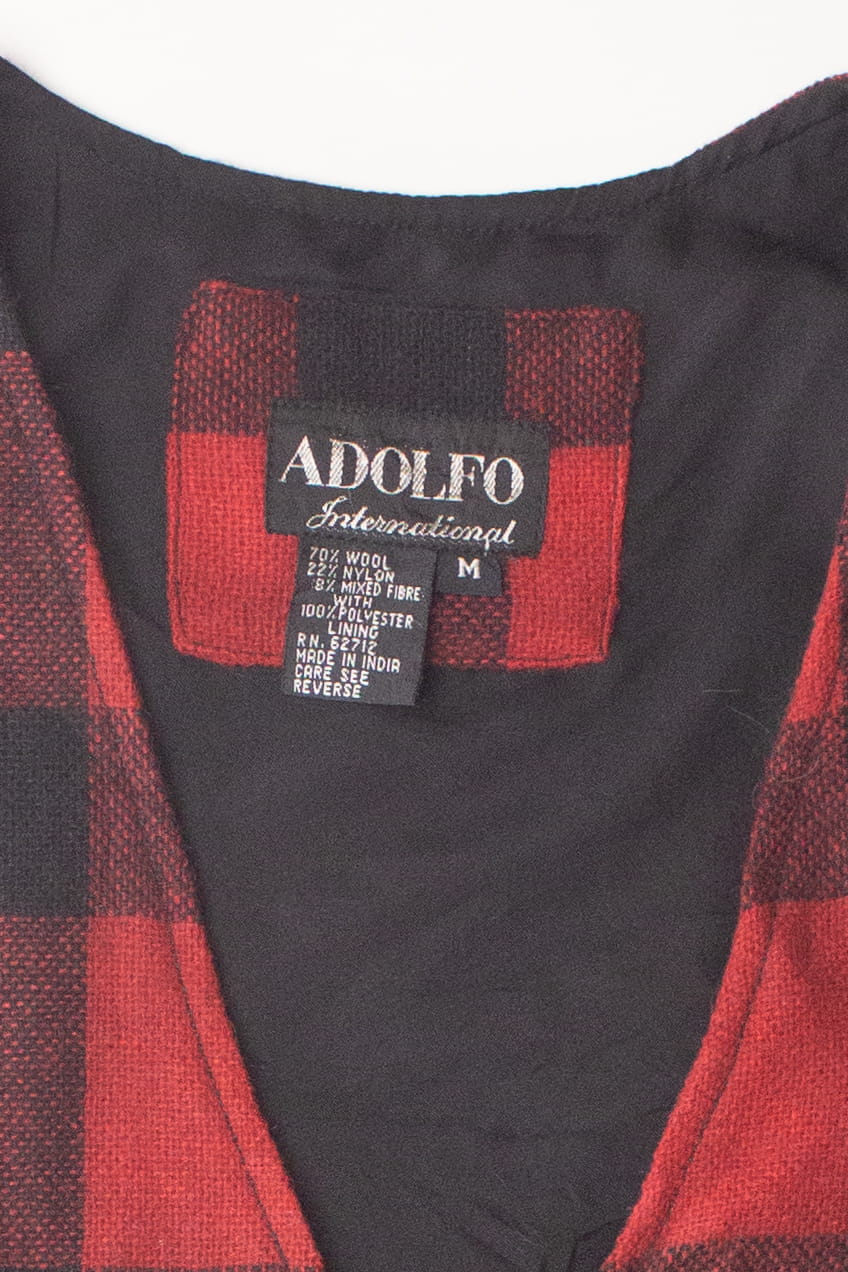 ADOLFO
International
M
70% WOOL
22% NYLON
8% MIXED FIBRE
WITH
100% POLYESTER
LINING
RN. 62712
MADE IN INDIA
CARE SEE
REVERSE